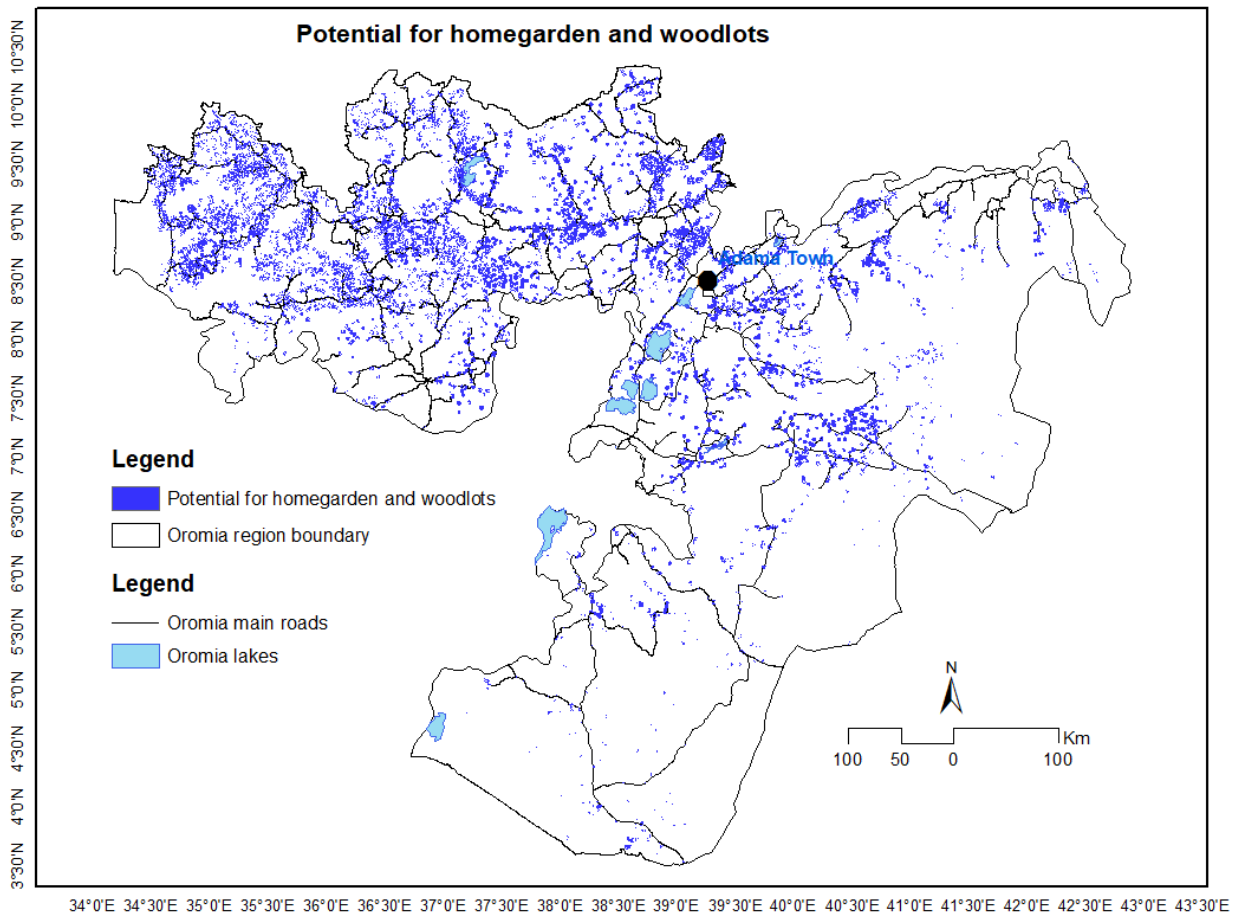 Potential for homegarden and woodlots
10°30'N
10°0'N
9°30'N
9°0'N
8°30'N
8°0'N
7°30'N
7°0'N
6°30'N
6°0'N
5°30'N
5°0'N
4°30'N
4°0'N
3°30'N
Adama Town
Legend
Potential for homegarden and woodlots
Oromia region boundary
Legend
Oromia main roads
Oromia lakes
N
Km
100 50 0 100
34°0'E 34°30'E 35°0'E 35°30'E 36°0'E 36°30'E 37°0'E 37°30'E 38°0'E 38°30'E 39°0'E 39°30'E 40°0'E 40°30'E 41°0'E 41°30'E 42°0'E 42°30'E 43°0'E 43°30'E